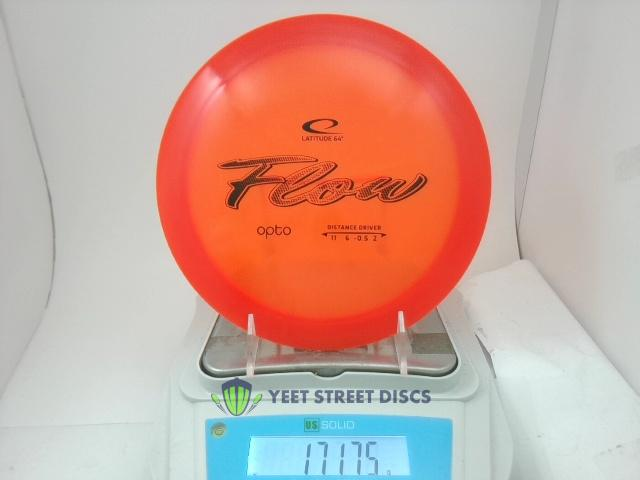 LATITUDE 64°
Flow
opto
DISTANCE DRIVER
11 6 -0.5 2
YEET STREET DISCS
US SOLID
171.75 g